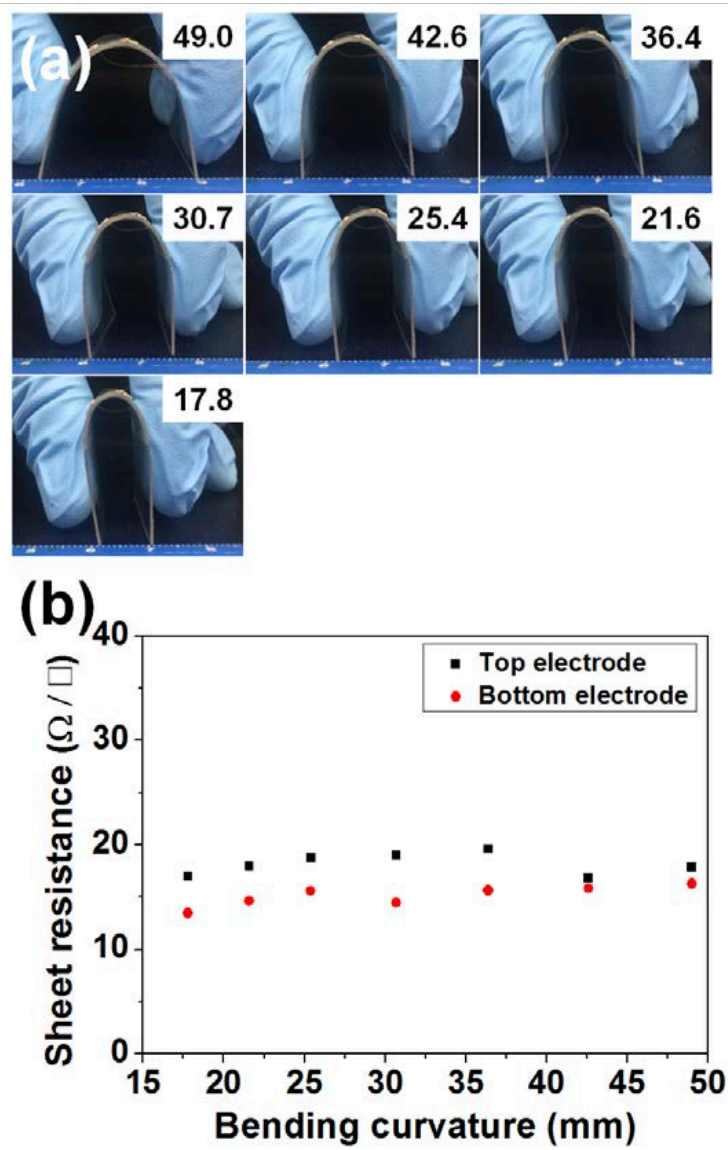 (a)
49.0
42.6
36.4
30.7
25.4
21.6
17.8
(b)
Sheet resistance (Ω / □)
40
30
20
10
0
Top electrode
Bottom electrode
15 20 25 30 35 40 45 50
Bending curvature (mm)